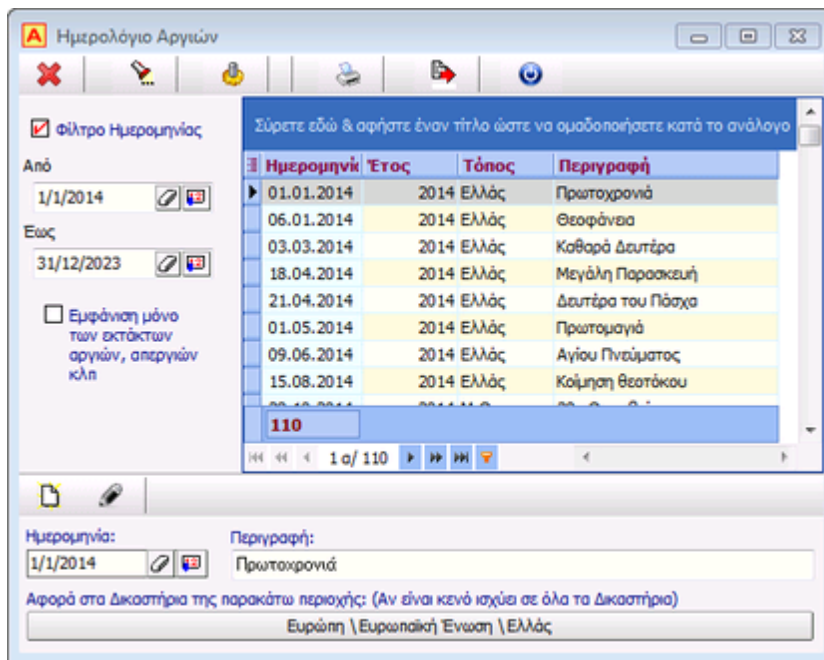 Ημερολόγιο Αργιών
Φίλτρο Ημερομηνίας
Σύρετε εδώ & αφήστε έναν τίτλο ώστε να ομαδοποιήσετε κατά το ανάλογο
Από
Ημερομηνία Έτος Τόπος Περιγραφή
1/1/2014
01.01.2014 2014 Ελλάς Πρωτοχρονιά
06.01.2014 2014 Ελλάς Θεοφάνεια
Έως
03.03.2014 2014 Ελλάς Καθαρά Δευτέρα
31/12/2023
18.04.2014 2014 Ελλάς Μεγάλη Παρασκευή
21.04.2014 2014 Ελλάς Δευτέρα του Πάσχα
Εμφάνιση μόνο
των εκτάκτων
αργιών, απεργιών
κλπ
01.05.2014 2014 Ελλάς Πρωτομαγιά
09.06.2014 2014 Ελλάς Αγίου Πνεύματος
15.08.2014 2014 Ελλάς Κοίμηση Θεοτόκου
110
1 α/ 110
Ημερομηνία: Περιγραφή:
1/1/2014 Πρωτοχρονιά
Αφορά στα Δικαστήρια της παρακάτω περιοχής: (Αν είναι κενό ισχύει σε όλα τα Δικαστήρια)
Ευρώπη \ Ευρωπαϊκή Ένωση \ Ελλάς